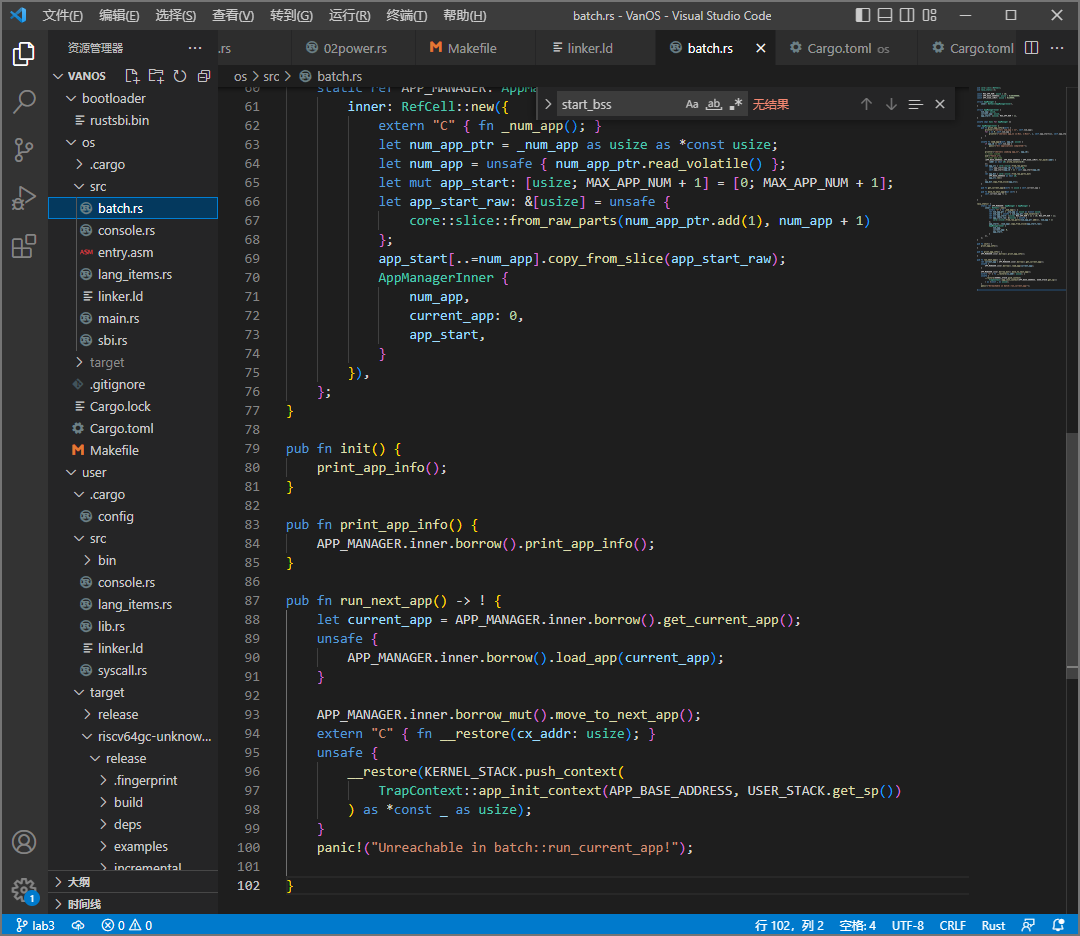 文件(F) 编辑(E) 选择(S) 查看(V) 转到(G) 运行(R) 终端(T) 帮助(H) batch.rs - VanOS - Visual Studio Code
资源管理器 ··· .rs 02power.rs Makefile linker.ld batch.rs Cargo.toml os Cargo.toml ···
VANOS
os > src > batch.rs
start_bss Aa ab 无结果
bootloader
rustsbi.bin
os
.cargo
src
batch.rs
console.rs
ASM entry.asm
lang_items.rs
linker.ld
main.rs
sbi.rs
target
.gitignore
Cargo.lock
Cargo.toml
Makefile
user
.cargo
config
src
bin
console.rs
lang_items.rs
lib.rs
linker.ld
syscall.rs
target
release
riscv64gc-unknow...
release
.fingerprint
build
deps
examples
incremental
大纲
时间线
60 static ref APP_MANAGER: AppMa
61 inner: RefCell::new({
62 extern "C" { fn _num_app(); }
63 let num_app_ptr = _num_app as usize as *const usize;
64 let num_app = unsafe { num_app_ptr.read_volatile() };
65 let mut app_start: [usize; MAX_APP_NUM + 1] = [0; MAX_APP_NUM + 1];
66 let app_start_raw: &[usize] = unsafe {
67 core::slice::from_raw_parts(num_app_ptr.add(1), num_app + 1)
68 };
69 app_start[..=num_app].copy_from_slice(app_start_raw);
70 AppManagerInner {
71 num_app,
72 current_app: 0,
73 app_start,
74 }
75 }),
76 };
77 }
78
79 pub fn init() {
80 print_app_info();
81 }
82
83 pub fn print_app_info() {
84 APP_MANAGER.inner.borrow().print_app_info();
85 }
86
87 pub fn run_next_app() -> ! {
88 let current_app = APP_MANAGER.inner.borrow().get_current_app();
89 unsafe {
90 APP_MANAGER.inner.borrow().load_app(current_app);
91 }
92
93 APP_MANAGER.inner.borrow_mut().move_to_next_app();
94 extern "C" { fn __restore(cx_addr: usize); }
95 unsafe {
96 __restore(KERNEL_STACK.push_context(
97 TrapContext::app_init_context(APP_BASE_ADDRESS, USER_STACK.get_sp())
98 ) as *const _ as usize);
99 }
100 panic!("Unreachable in batch::run_current_app!");
101
102 }
1
lab3 0 0 行 102，列 2 空格: 4 UTF-8 CRLF Rust